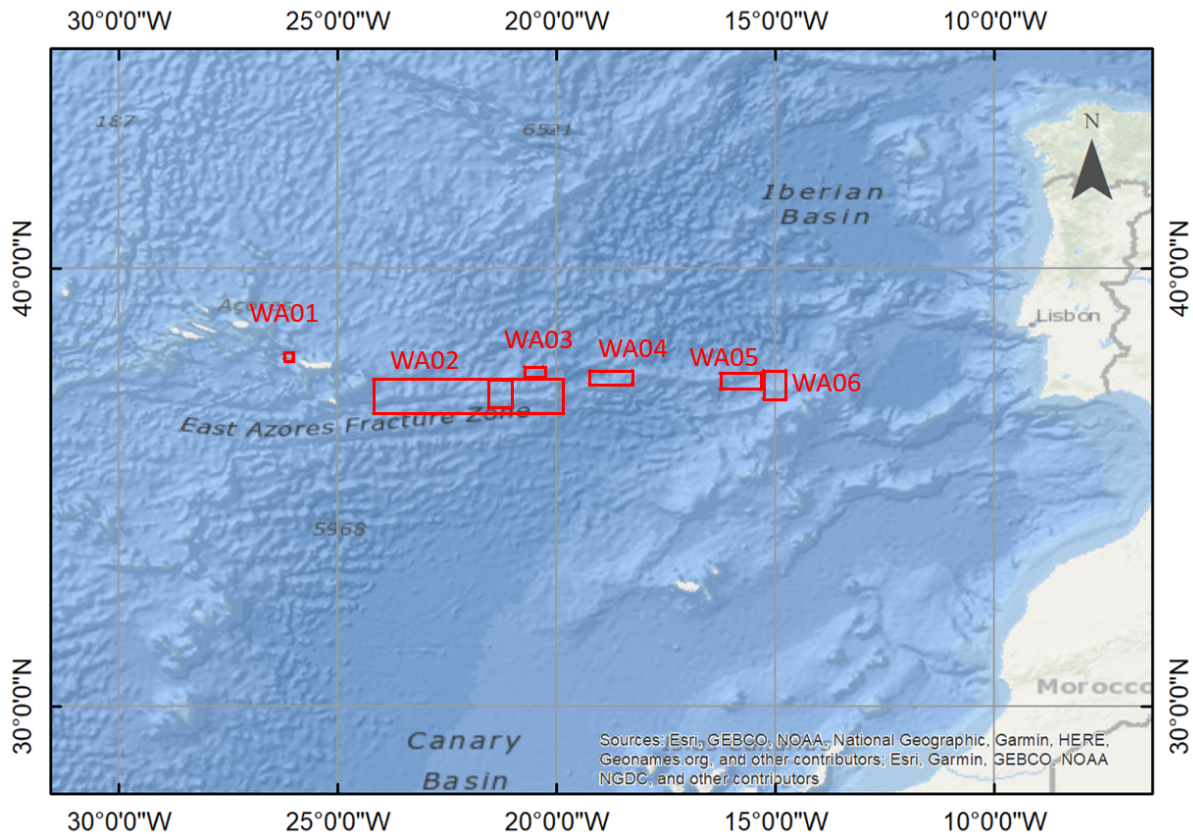 30°0'0"W 25°0'0"W 20°0'0"W 15°0'0"W 10°0'0"W
187
6521
N
Iberian
Basin
40°0'0"N
40°0'0"N
Açores
WA01
Lisbon
WA03
WA04
WA02
WA05
WA06
East Azores Fracture Zone
5968
Morocco
30°0'0"N
30°0'0"N
Canary
Basin
Sources: Esri, GEBCO, NOAA, National Geographic, Garmin, HERE,
Geonames.org, and other contributors; Esri, Garmin, GEBCO, NOAA
NGDC, and other contributors
30°0'0"W 25°0'0"W 20°0'0"W 15°0'0"W 10°0'0"W